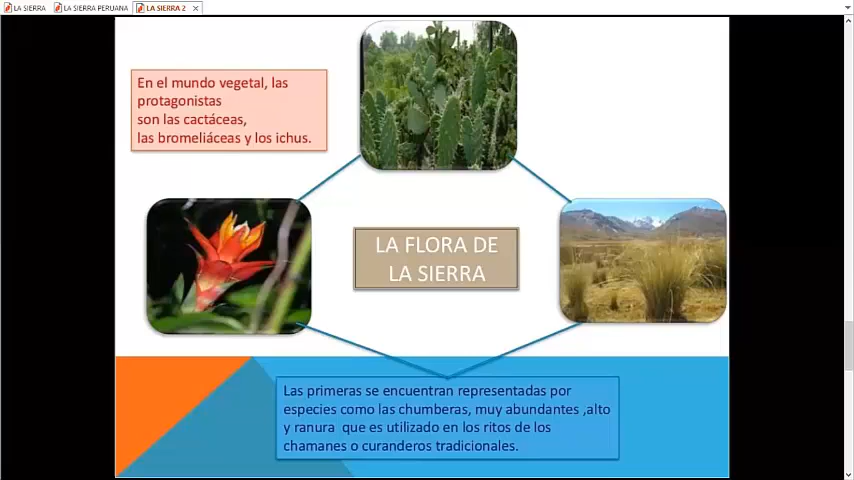 LA SIERRA
LA SIERRA PERUANA
LA SIERRA 2
En el mundo vegetal, las
protagonistas
son las cactáceas,
las bromeliáceas y los ichus.
LA FLORA DE
LA SIERRA
Las primeras se encuentran representadas por
especies como las chumberas, muy abundantes ,alto
y ranura que es utilizado en los ritos de los
chamanes o curanderos tradicionales.